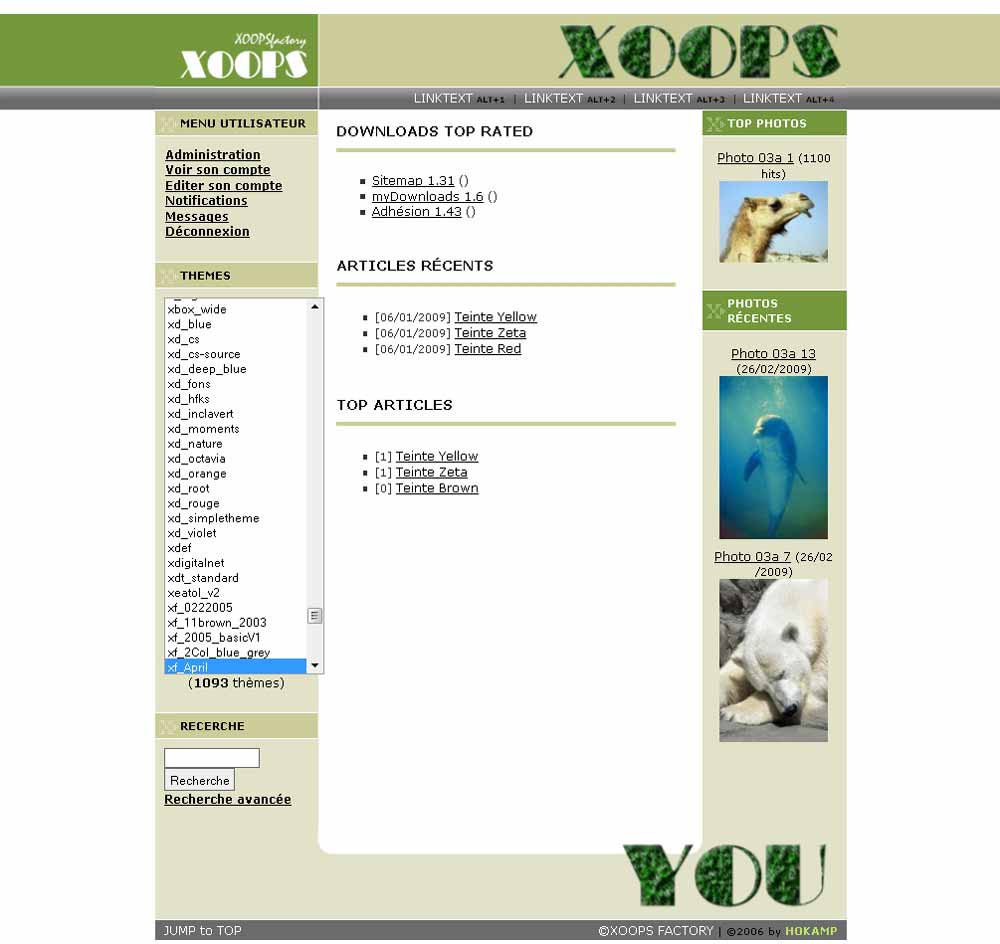 XOOPSfactory
XOOPS
XOOPS
LINKTEXT ALT+1 | LINKTEXT ALT+2 | LINKTEXT ALT+3 | LINKTEXT ALT+4
MENU UTILISATEUR
Administration
Voir son compte
Editer son compte
Notifications
Messages
Déconnexion
THEMES
xbox_wide
xd_blue
xd_cs
xd_cs-source
xd_deep_blue
xd_fons
xd_hfks
xd_inclavert
xd_moments
xd_nature
xd_octavia
xd_orange
xd_root
xd_rouge
xd_simpletheme
xd_violet
xdef
xdigitalnet
xdt_standard
xeatol_v2
xf_0222005
xf_11brown_2003
xf_2005_basicV1
xf_2Col_blue_grey
xf_April
(1093 thèmes)
RECERCHE
Recherche
Recherche avancée
DOWNLOADS TOP RATED
Sitemap 1.31 ()
myDownloads 1.6 ()
Adhésion 1.43 ()
ARTICLES RÉCENTS
[06/01/2009] Teinte Yellow
[06/01/2009] Teinte Zeta
[06/01/2009] Teinte Red
TOP ARTICLES
[1] Teinte Yellow
[1] Teinte Zeta
[0] Teinte Brown
TOP PHOTOS
Photo 03a 1 (1100
hits)
PHOTOS
RÉCENTES
Photo 03a 13
(26/02/2009)
Photo 03a 7 (26/02
/2009)
YOU
JUMP to TOP
©XOOPS FACTORY | ©2006 by HOKAMP